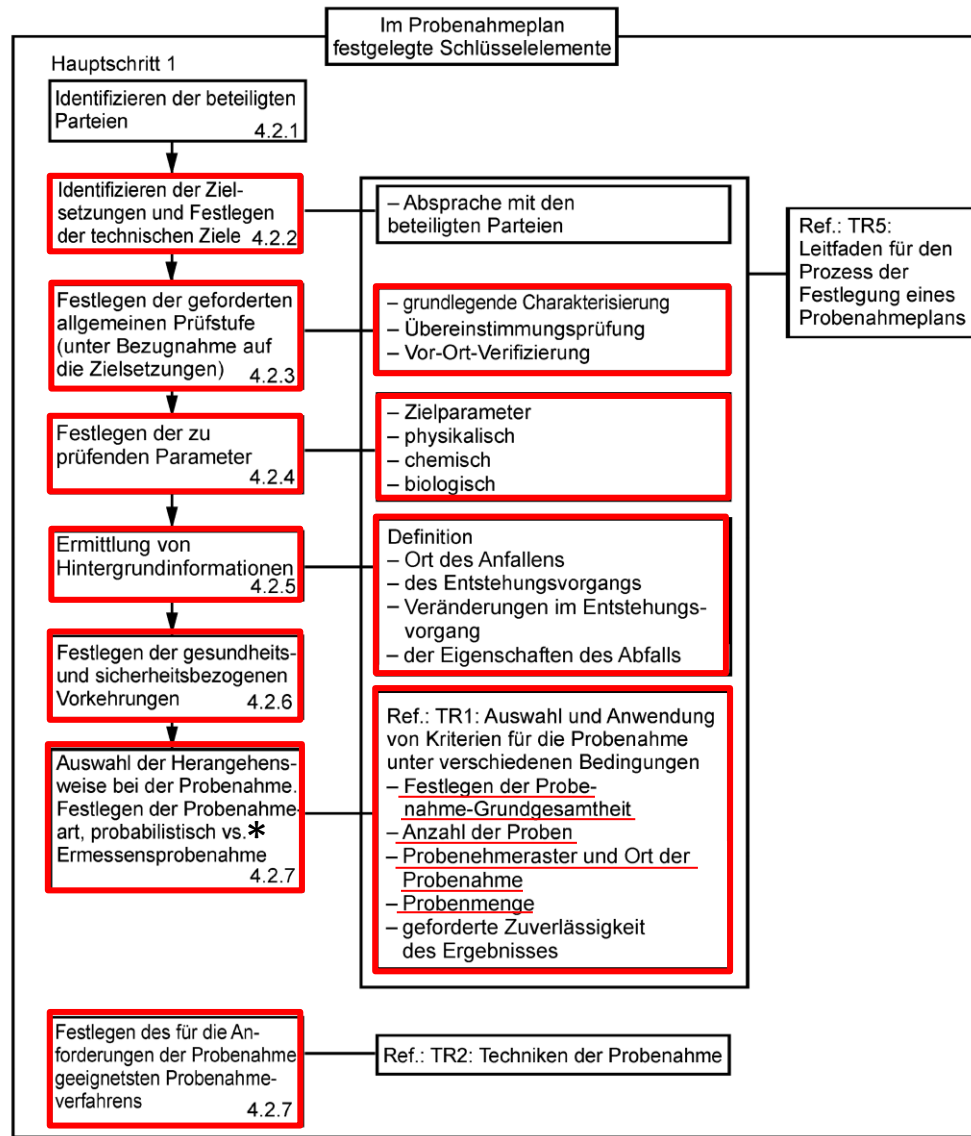 Im Probenahmeplan
festgelegte Schlüsselelemente
Hauptschritt 1
Identifizieren der beteiligten
Parteien
4.2.1
Identifizieren der Ziel-
setzungen und Festlegen
der technischen Ziele
4.2.2
– Absprache mit den
beteiligten Parteien
Ref.: TR5:
Leitfaden für den
Prozess der
Festlegung eines
Probenahmeplans
Festlegen der geforderten
allgemeinen Prüfstufe
(unter Bezugnahme auf
die Zielsetzungen)
4.2.3
– grundlegende Charakterisierung
– Übereinstimmungsprüfung
– Vor-Ort-Verifizierung
Festlegen der zu
prüfenden Parameter
4.2.4
– Zielparameter
– physikalisch
– chemisch
– biologisch
Ermittlung von
Hintergrundinformationen
4.2.5
Definition
– Ort des Anfallens
– des Entstehungsvorgangs
– Veränderungen im Entstehungs-
vorgang
– der Eigenschaften des Abfalls
Festlegen der gesundheits-
und sicherheitsbezogenen
Vorkehrungen
4.2.6
Auswahl der Herangehens-
weise bei der Probenahme.
Festlegen der Probenahme-
art, probabilistisch vs.*
Ermessensprobenahme
4.2.7
Ref.: TR1: Auswahl und Anwendung
von Kriterien für die Probenahme
unter verschiedenen Bedingungen
– Festlegen der Probe-
nahme-Grundgesamtheit
– Anzahl der Proben
– Probenehmeraster und Ort der
Probenahme
– Probenmenge
– geforderte Zuverlässigkeit
des Ergebnisses
Festlegen des für die An-
forderungen der Probenahme
geeignetsten Probenahme-
verfahrens
4.2.7
Ref.: TR2: Techniken der Probenahme